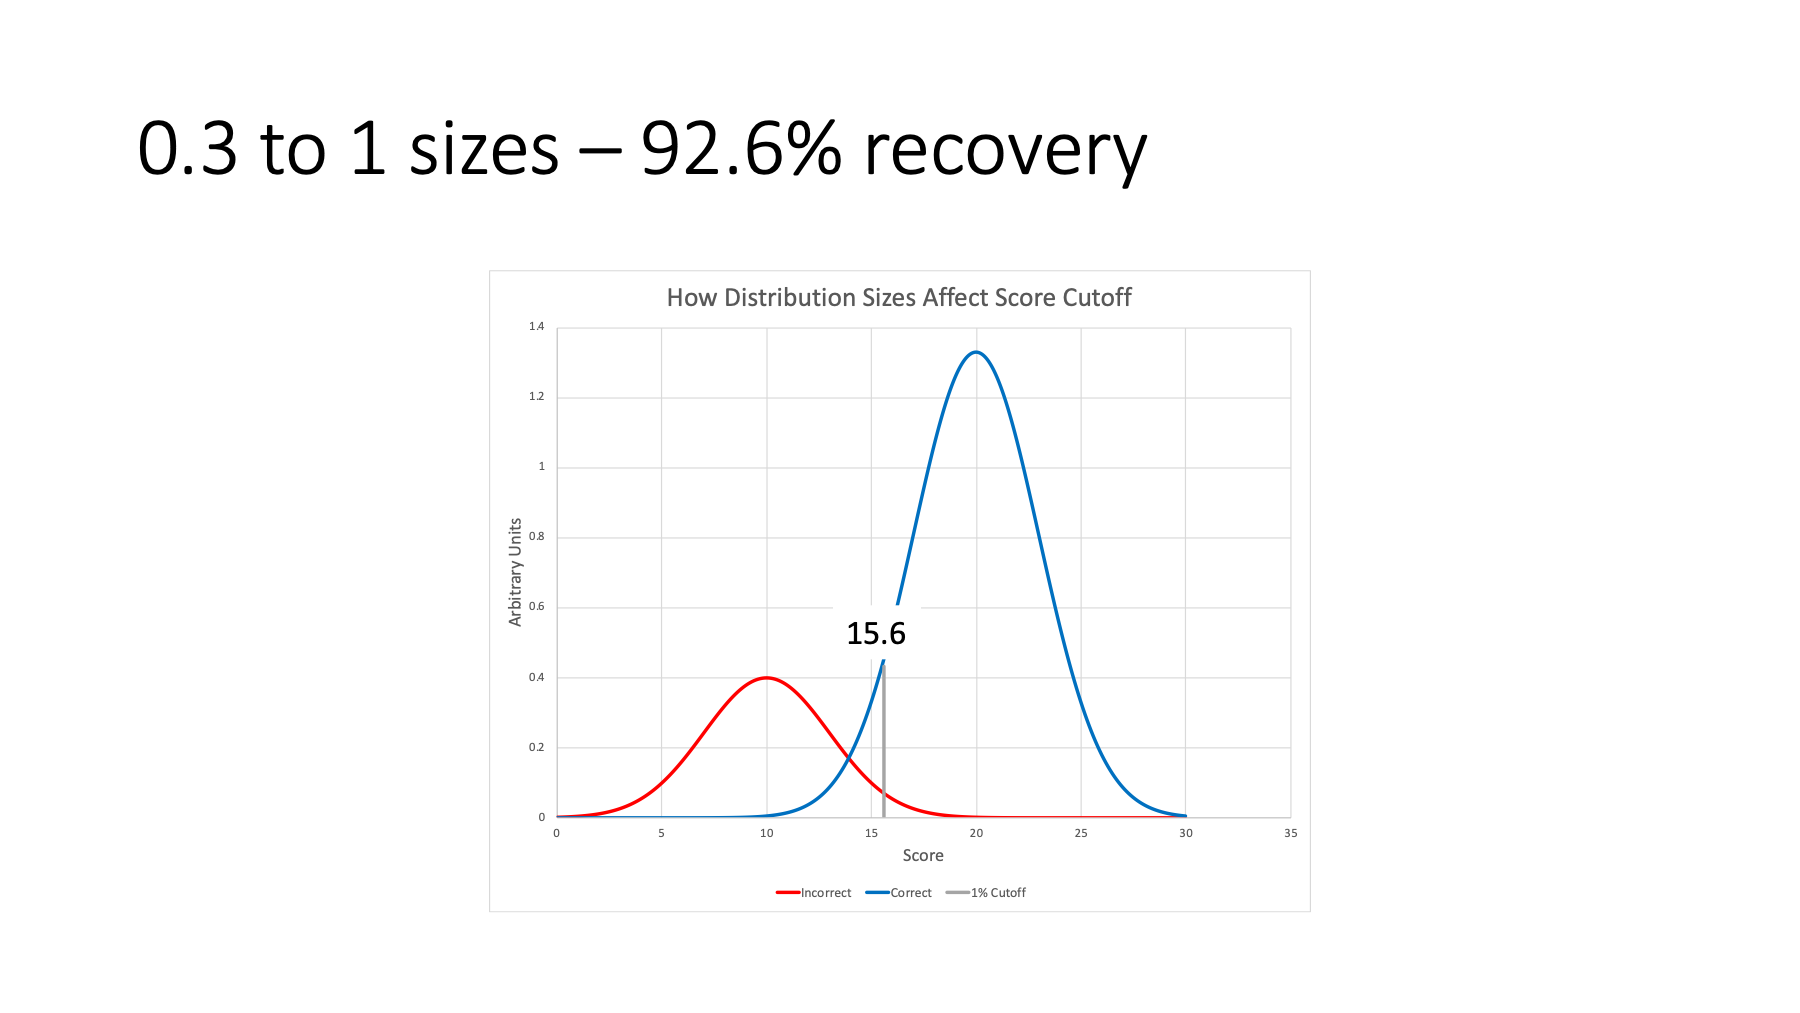 0.3 to 1 sizes – 92.6% recovery
How Distribution Sizes Affect Score Cutoff
1.4
1.2
1
0.8
0.6
0.4
0.2
0
Arbitrary Units
15.6
0 5 10 15 20 25 30 35
Score
Incorrect Correct 1% Cutoff